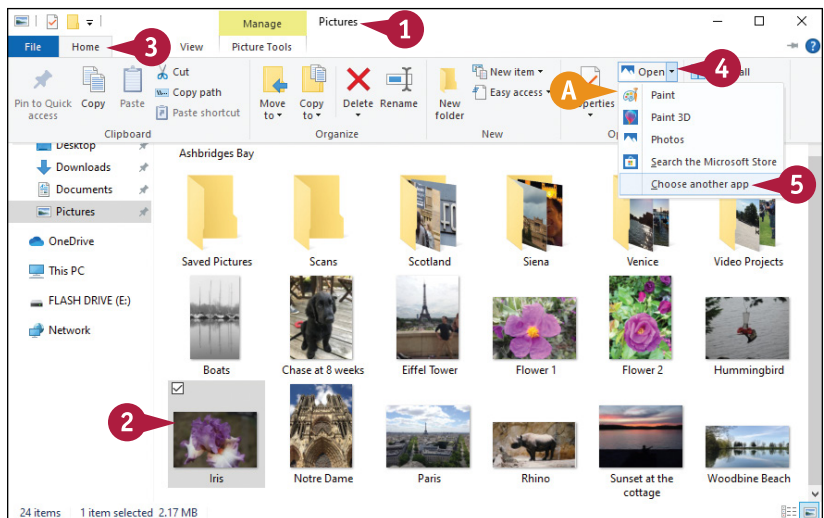 Manage
Pictures
1
File
Home
3
View
Picture Tools
Pin to Quick access
Copy
Paste
Cut
Copy path
Paste shortcut
Clipboard
Move to
Copy to
Delete
Rename
Organize
New folder
New item
Easy access
New
A
Open
4
Paint
Paint 3D
Photos
Search the Microsoft Store
Choose another app
5
Desktop
Downloads
Documents
Pictures
OneDrive
This PC
FLASH DRIVE (E:)
Network
Ashbridges Bay
Saved Pictures
Scans
Scotland
Siena
Venice
Video Projects
Boats
Chase at 8 weeks
Eiffel Tower
Flower 1
Flower 2
Hummingbird
2
Iris
Notre Dame
Paris
Rhino
Sunset at the
cottage
Woodbine Beach
24 items
1 item selected 2.17 MB